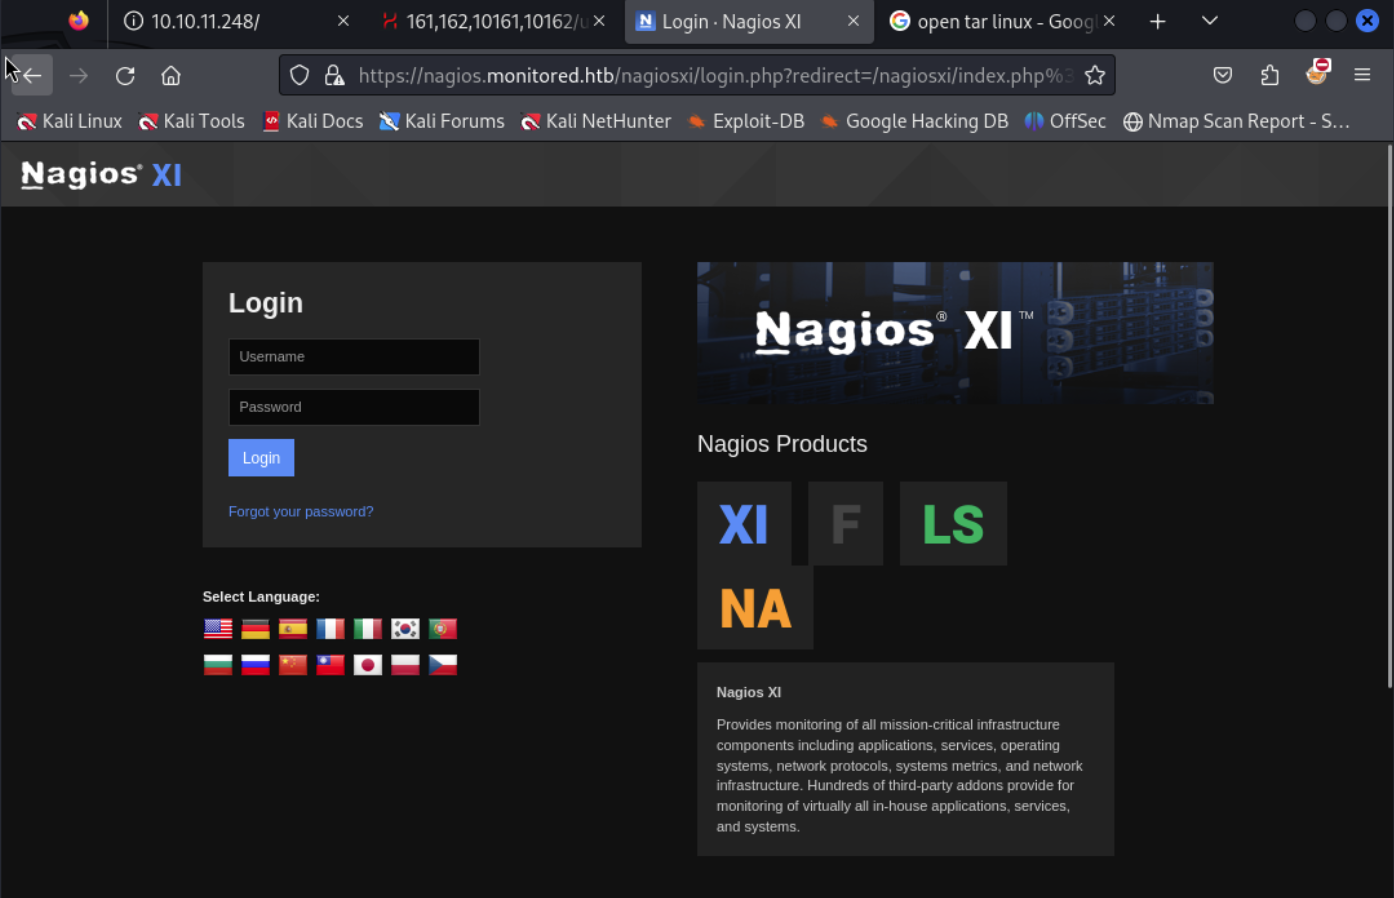 10.10.11.248/
161,162,10161,10162/u
Login · Nagios XI
open tar linux - Goog
https://nagios.monitored.htb/nagiosxi/login.php?redirect=/nagiosxi/index.php%3
Kali Linux Kali Tools Kali Docs Kali Forums Kali NetHunter Exploit-DB Google Hacking DB OffSec Nmap Scan Report - S...
Nagios® XI
Login
Username
Password
Login
Forgot your password?
Select Language:
Nagios® XI™
Nagios Products
XI F LS
NA
Nagios XI
Provides monitoring of all mission-critical infrastructure
components including applications, services, operating
systems, network protocols, systems metrics, and network
infrastructure. Hundreds of third-party addons provide for
monitoring of virtually all in-house applications, services,
and systems.